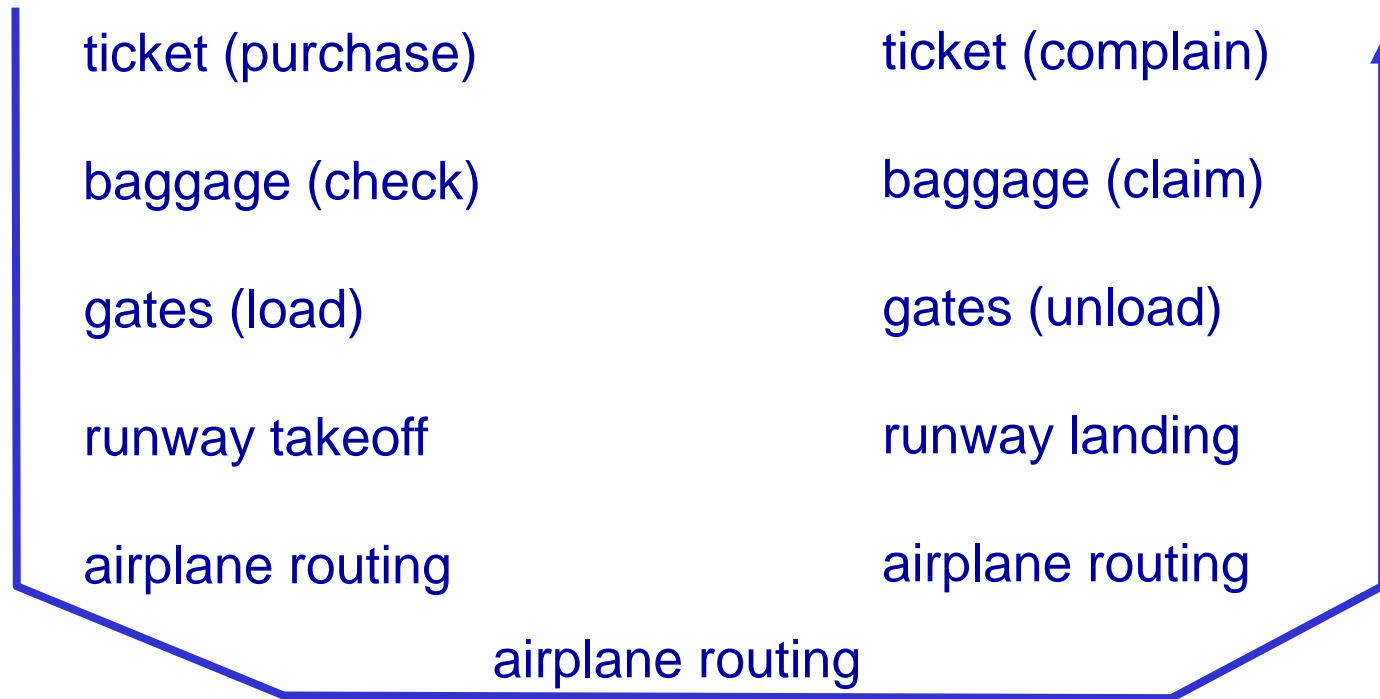 ticket (purchase)
baggage (check)
gates (load)
runway takeoff
airplane routing
airplane routing
ticket (complain)
baggage (claim)
gates (unload)
runway landing
airplane routing